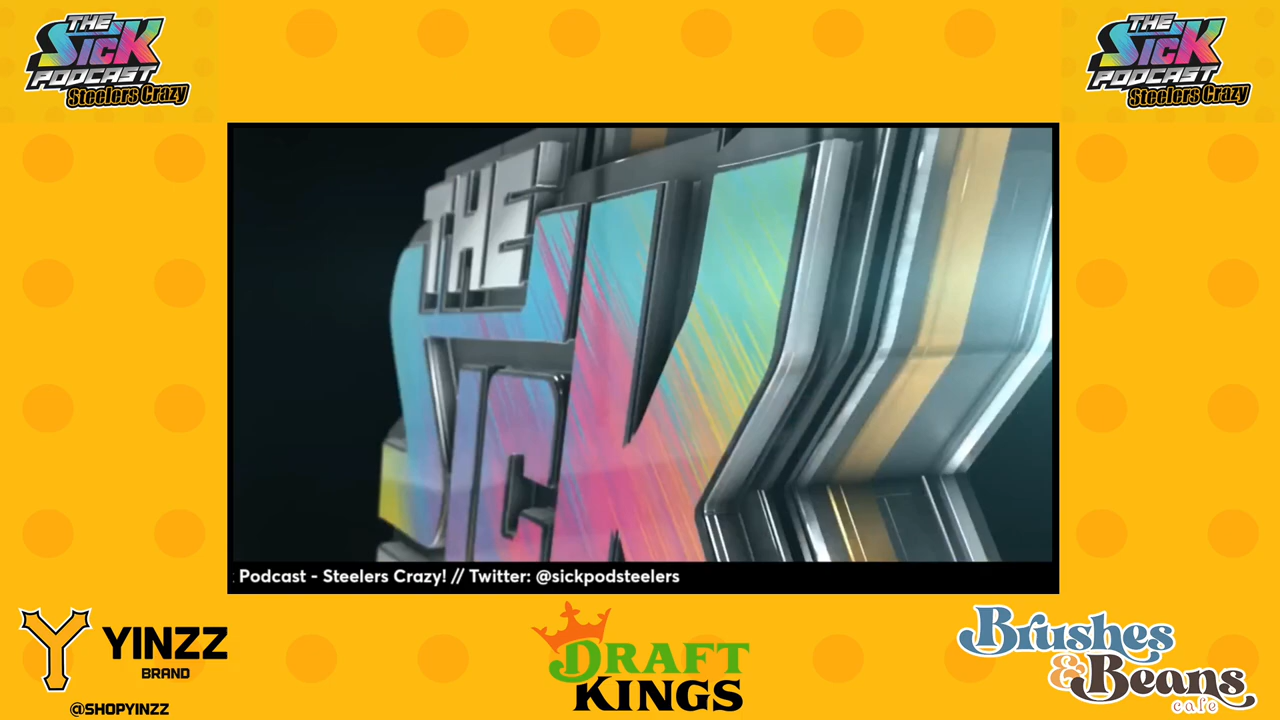 THE
SICK
PODCAST
Steelers Crazy
THE
SICK
PODCAST
Steelers Crazy
THE
SICK
Podcast - Steelers Crazy! // Twitter: @sickpodsteelers
YINZZ
BRAND
@SHOPYINZZ
DRAFT
KINGS
Brushes
& Beans
cafe